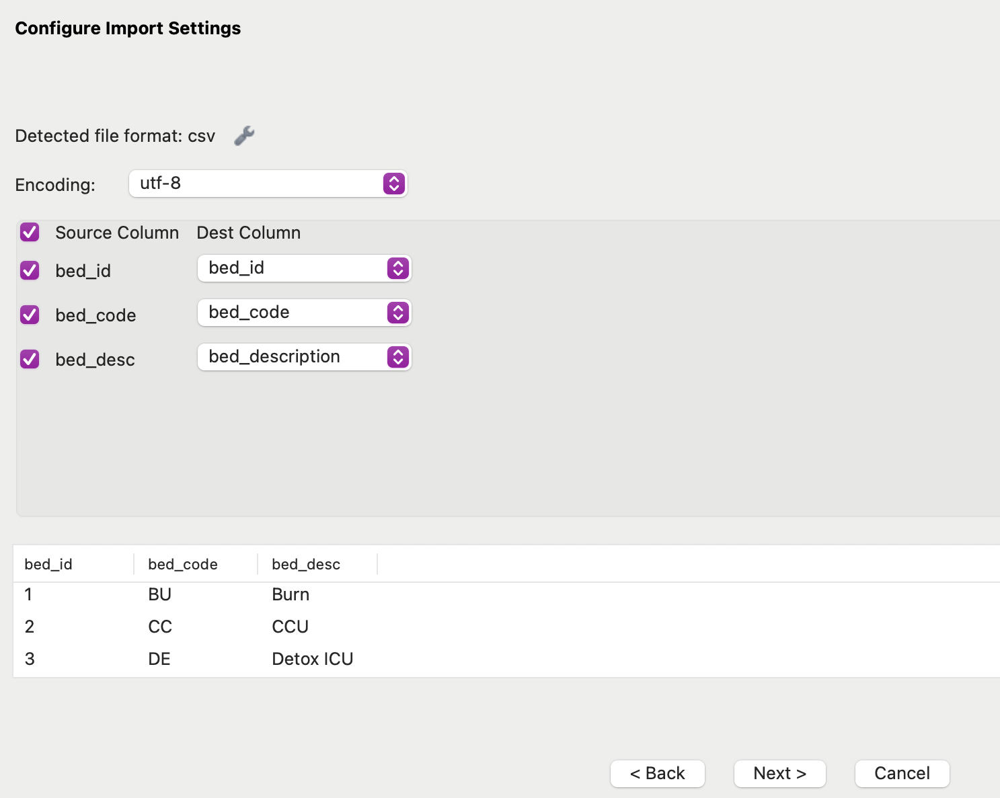 Configure Import Settings
Detected file format: csv
Encoding: utf-8
Source Column Dest Column
bed_id bed_id
bed_code bed_code
bed_desc bed_description
bed_id bed_code bed_desc
1 BU Burn
2 CC CCU
3 DE Detox ICU
< Back Next > Cancel